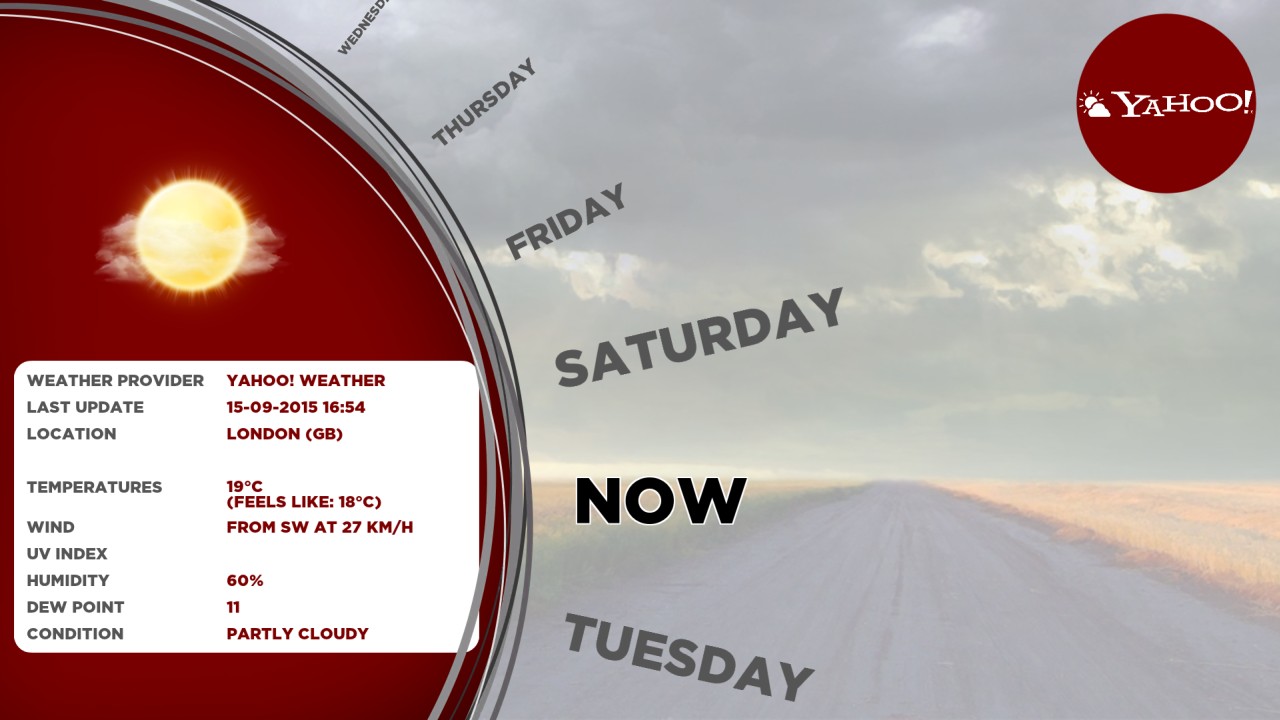 WEDNESDAY
THURSDAY
FRIDAY
SATURDAY
NOW
TUESDAY
YAHOO!
WEATHER PROVIDER YAHOO! WEATHER
LAST UPDATE 15-09-2015 16:54
LOCATION LONDON (GB)
TEMPERATURES 19°C
(FEELS LIKE: 18°C)
WIND FROM SW AT 27 KM/H
UV INDEX
HUMIDITY 60%
DEW POINT 11
CONDITION PARTLY CLOUDY